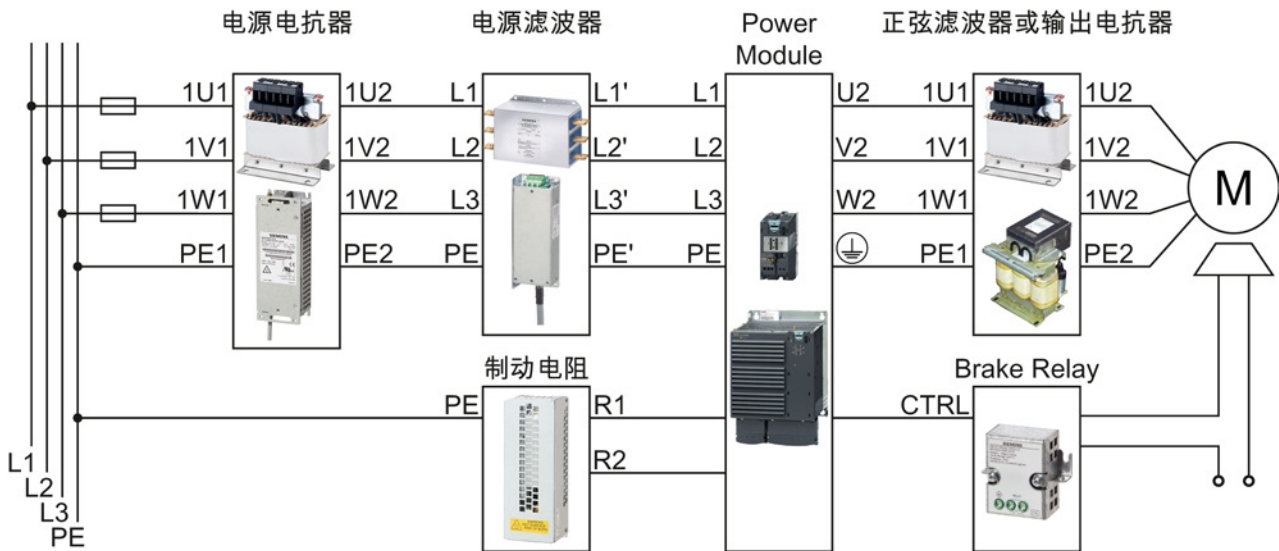 电源电抗器
电源滤波器
Power
Module
正弦滤波器或输出电抗器
1U1 1U2 L1 L1' L1 U2 1U1 1U2
1V1 1V2 L2 L2' L2 V2 1V1 1V2
1W1 1W2 L3 L3' L3 W2 1W1 1W2
PE1 PE2 PE PE' PE PE1 PE2
M
制动电阻
Brake Relay
PE R1 CTRL
R2
L1
L2
L3
PE
SIEMENS